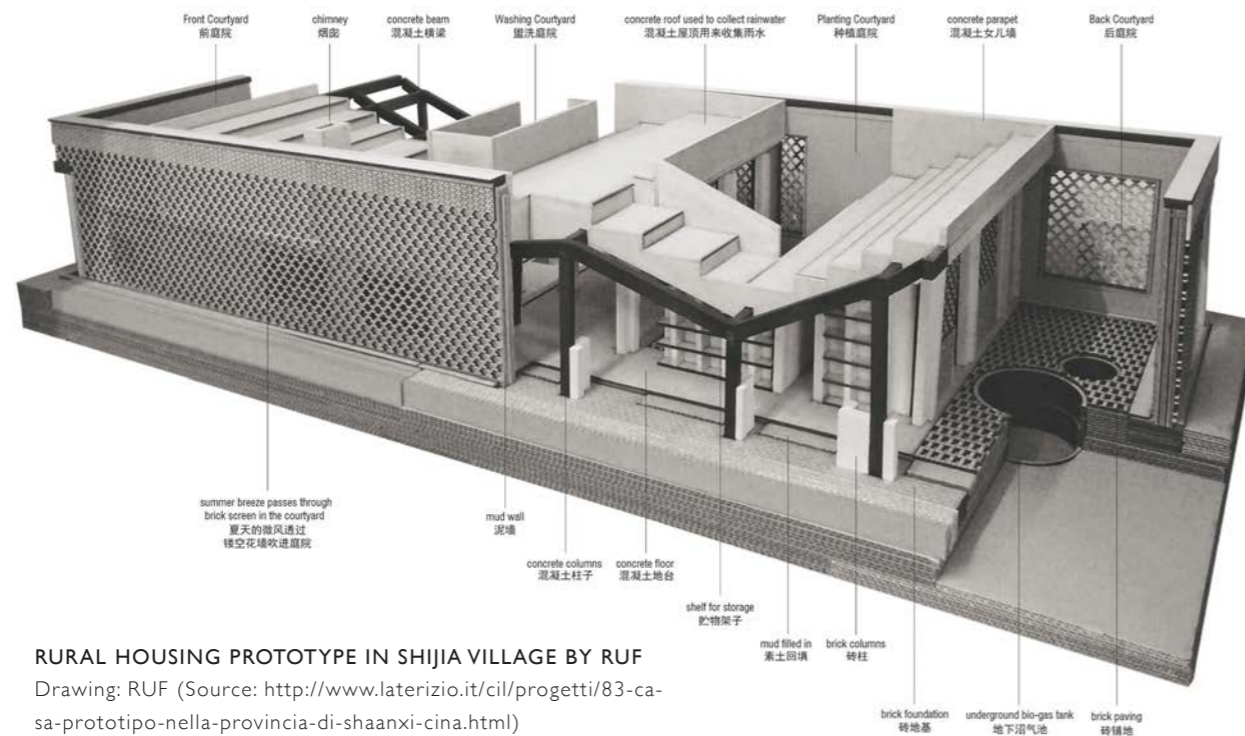 Front Courtyard
前庭院
chimney
烟囱
concrete beam
混凝土横梁
Washing Courtyard
盥洗庭院
concrete roof used to collect rainwater
混凝土屋顶用来收集雨水
Planting Courtyard
种植庭院
concrete parapet
混凝土女儿墙
Back Courtyard
后庭院
summer breeze passes through
brick screen in the courtyard
夏天的微风透过
镂空花墙吹进庭院
mud wall
泥墙
concrete columns
混凝土柱子
concrete floor
混凝土地台
shelf for storage
贮物架子
mud filled in
素土回填
brick columns
砖柱
brick foundation
砖地基
underground bio-gas tank
地下沼气池
brick paving
砖铺地
RURAL HOUSING PROTOTYPE IN SHIJIA VILLAGE BY RUF
Drawing: RUF (Source: http://www.laterizio.it/cil/progetti/83-ca-
sa-prototipo-nella-provincia-di-shaanxi-cina.html)